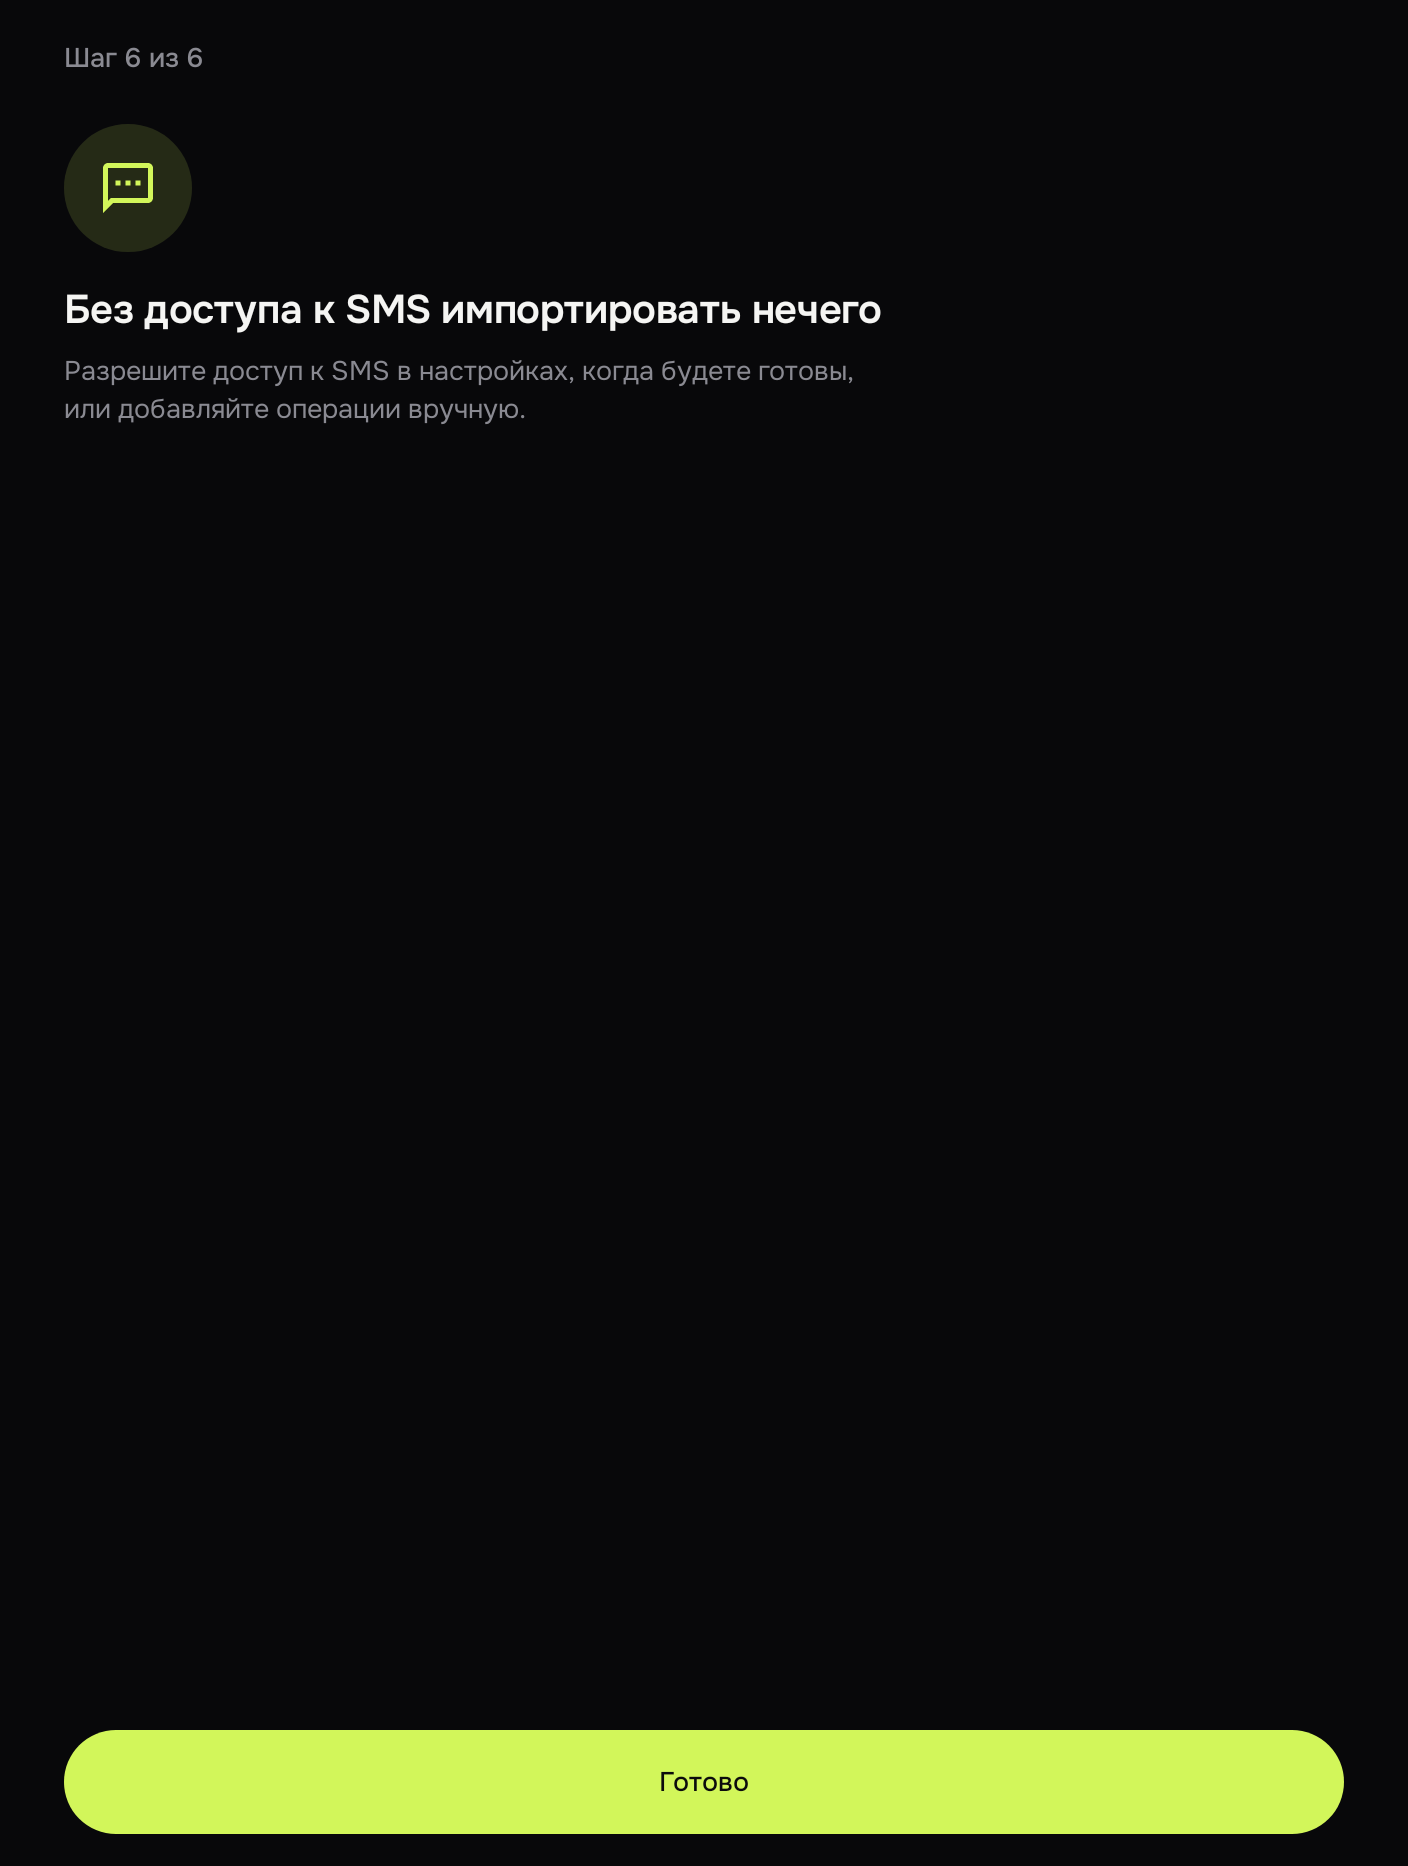 Шаг 6 из 6
Без доступа к SMS импортировать нечего
Разрешите доступ к SMS в настройках, когда будете готовы,
или добавляйте операции вручную.
Готово